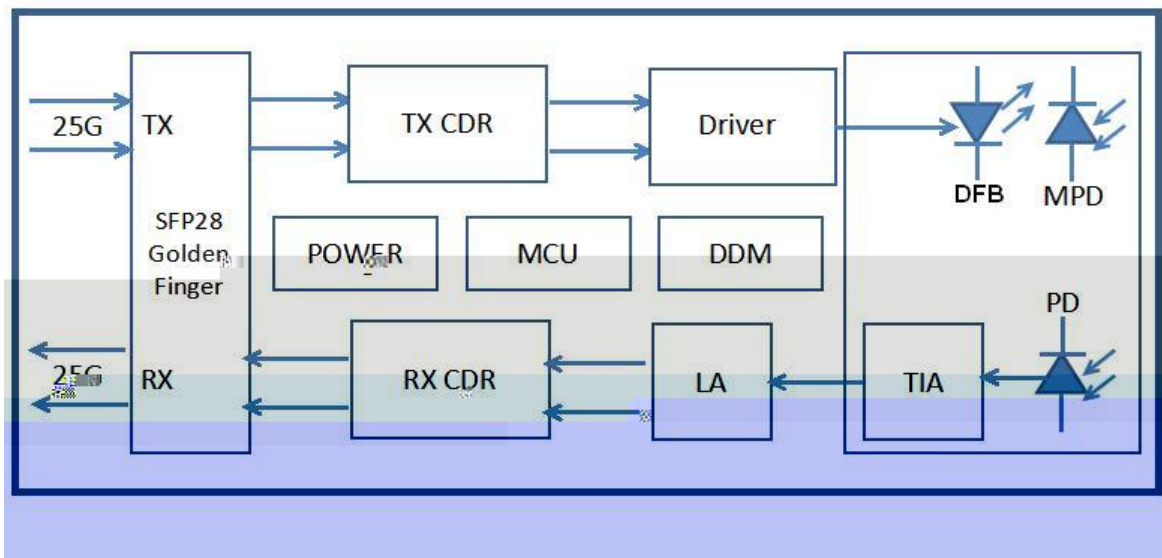 25G
TX
TX CDR
Driver
DFB
MPD
SFP28
Golden
Finger
POWER
MCU
DDM
PD
25G
RX
RX CDR
LA
TIA